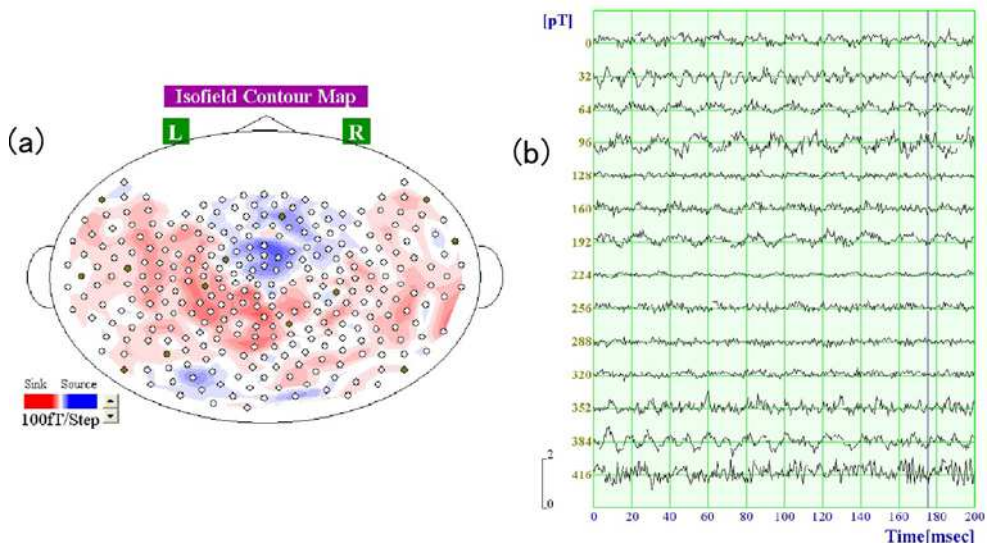 (a)
Isofield Contour Map
L R
Sink Source
100fT/Step
(b)
[pT]
0
32
64
96
128
160
192
224
256
288
320
352
384
416
2
0
0 20 40 60 80 100 120 140 160 180 200
Time[msec]